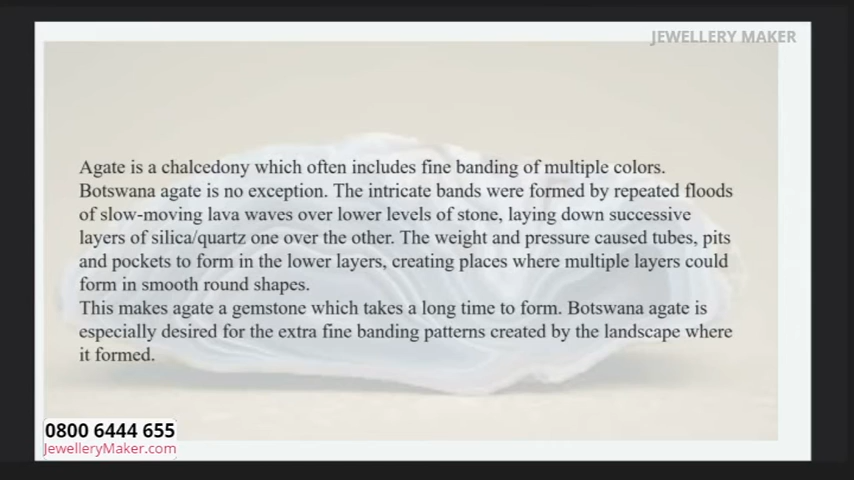 JEWELLERY MAKER
Agate is a chalcedony which often includes fine banding of multiple colors.
Botswana agate is no exception. The intricate bands were formed by repeated floods
of slow-moving lava waves over lower levels of stone, laying down successive
layers of silica/quartz one over the other. The weight and pressure caused tubes, pits
and pockets to form in the lower layers, creating places where multiple layers could
form in smooth round shapes.
This makes agate a gemstone which takes a long time to form. Botswana agate is
especially desired for the extra fine banding patterns created by the landscape where
it formed.
0800 6444 655
JewelleryMaker.com